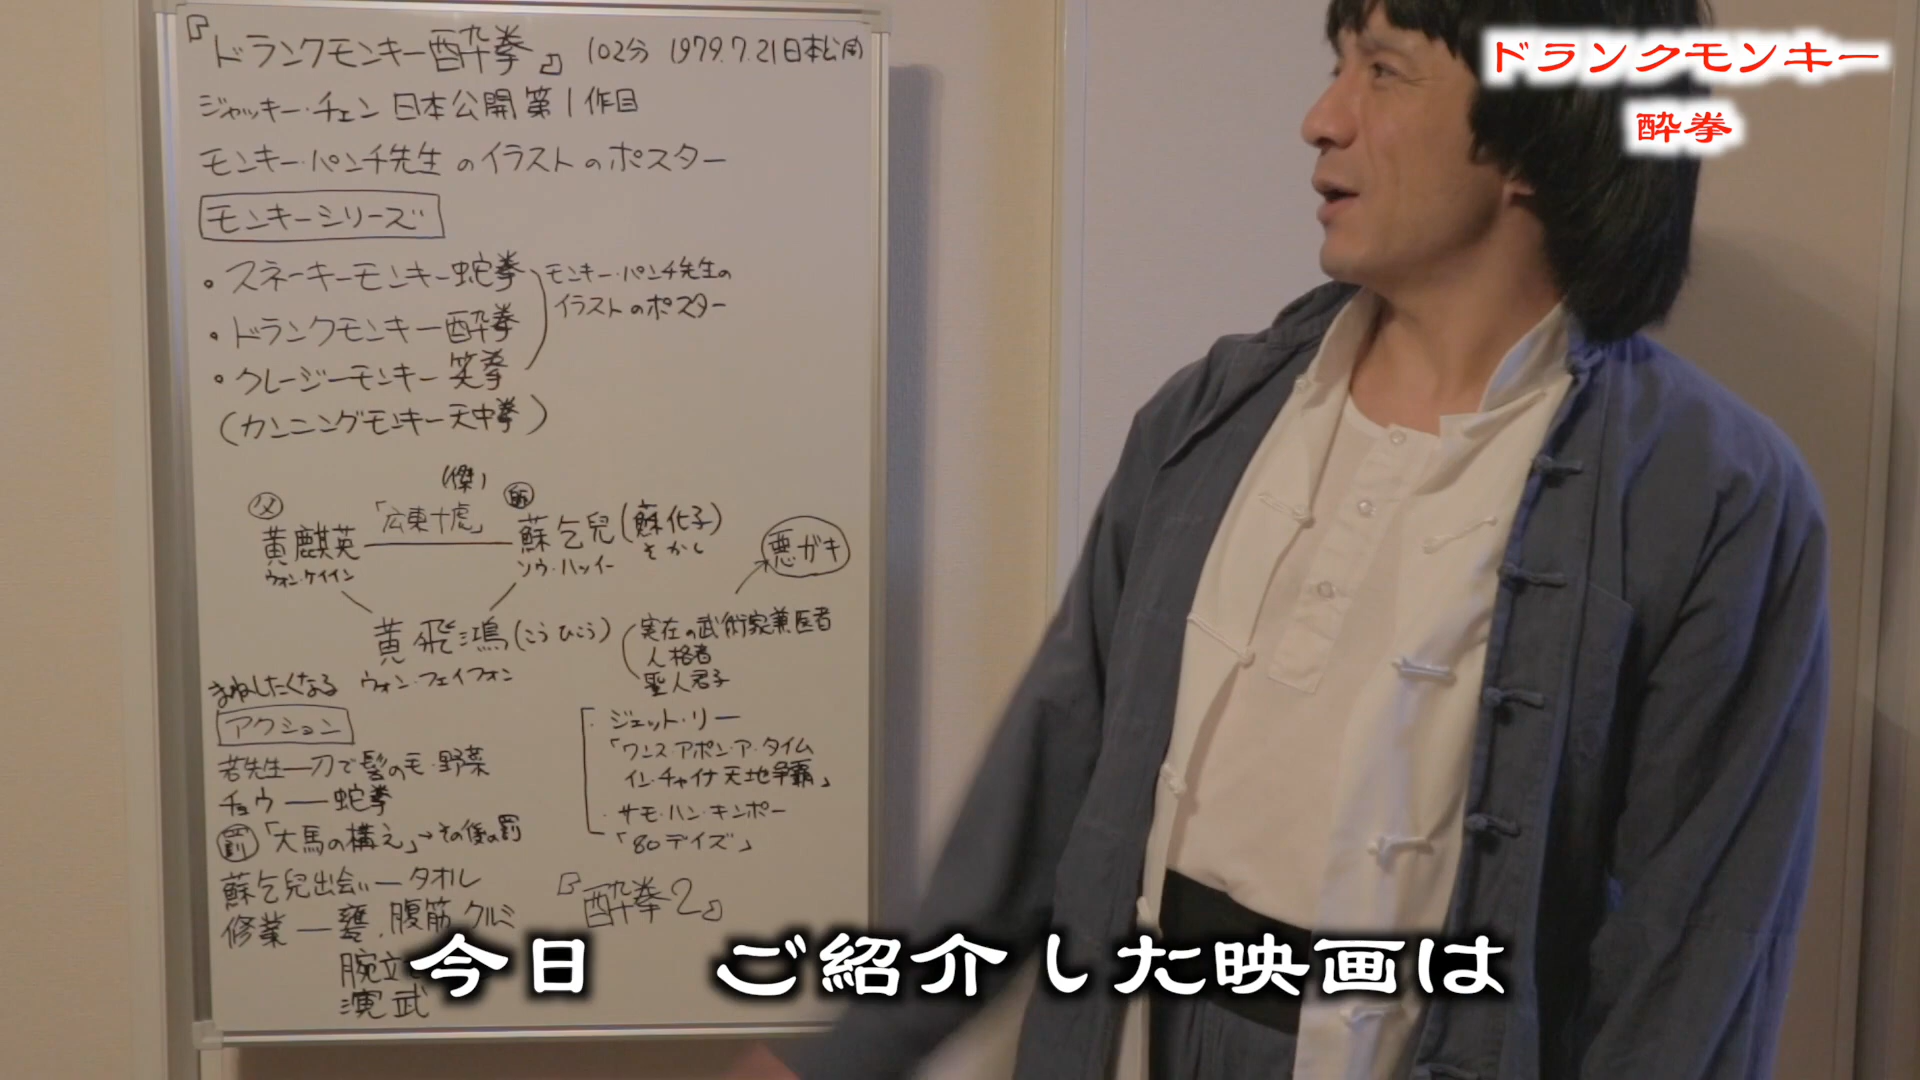 『ドランクモンキー酔拳』 102分 1979.7.21日本公開
ジャッキー・チェン 日本公開第1作目
モンキー・パンチ先生のイラストのポスター
モンキーシリーズ
・スネーキーモンキー蛇拳
・ドランクモンキー酔拳
・クレージーモンキー笑拳
モンキー・パンチ先生の
イラストのポスター
(カンニングモンキー天中拳)
父
黄麒英
ウォン・ケイイン
(傑)
「広東十虎」
師
蘇乞兒(蘇化子)
ソウ・ハッイー
そかし
悪ガキ
黄飛鴻(こうひこう)
ウォン・フェイフォン
実在の武術家兼医者
人格者
聖人君子
まねしたくなる
アクション
若先生―刀で髪の毛・野菜
チョウ―蛇拳
罰「大馬の構え」→その後の罰
蘇乞兒出会い―タオル
修業―甕、腹筋、クルミ
腕立
演武
・ジェット・リー
「ワンス・アポン・ア・タイム
イン・チャイナ天地争覇」
・サモ・ハン・キンポー
「80デイズ」
『酔拳2』
ドランクモンキー
酔拳
今日 ご紹介した映画は